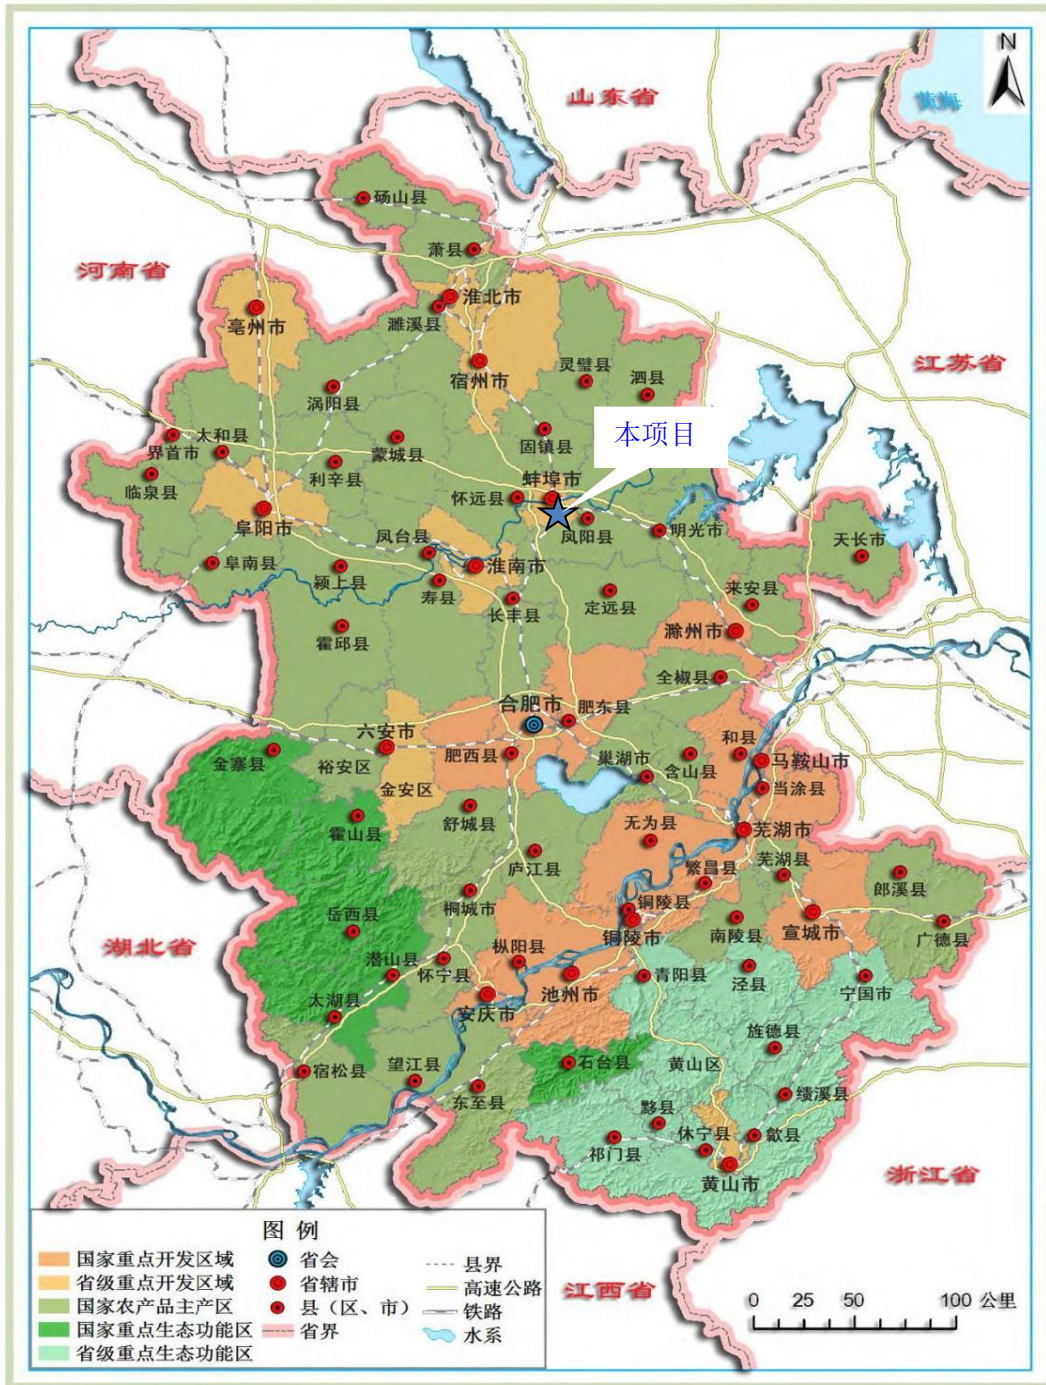 N
山东省
黄海
砀山县
萧县
河南省
淮北市
亳州市
濉溪县
江苏省
灵璧县
宿州市
泗县
涡阳县
本项目
固镇县
太和县
界首市
蒙城县
利辛县
临泉县
蚌埠市
怀远县
阜阳市
凤阳县
明光市
天长市
凤台县
阜南县
颍上县
淮南市
寿县
长丰县
定远县
来安县
霍邱县
滁州市
全椒县
合肥市
肥东县
六安市
和县
金寨县
裕安区
肥西县
巢湖市
含山县
马鞍山市
金安区
当涂县
霍山县
舒城县
无为县
芜湖市
庐江县
繁昌县
芜湖县
郎溪县
岳西县
桐城市
铜陵县
铜陵市
南陵县
宣城市
广德县
湖北省
枞阳县
潜山县
怀宁县
池州市
青阳县
泾县
宁国市
太湖县
安庆市
旌德县
宿松县
望江县
石台县
黄山区
东至县
绩溪县
黟县
休宁县
歙县
祁门县
黄山市
浙江省
江西省
图 例
国家重点开发区域
省级重点开发区域
国家农产品主产区
国家重点生态功能区
省级重点生态功能区
省会
省辖市
县（区、市）
省界
县界
高速公路
铁路
水系
0 25 50 100 公里